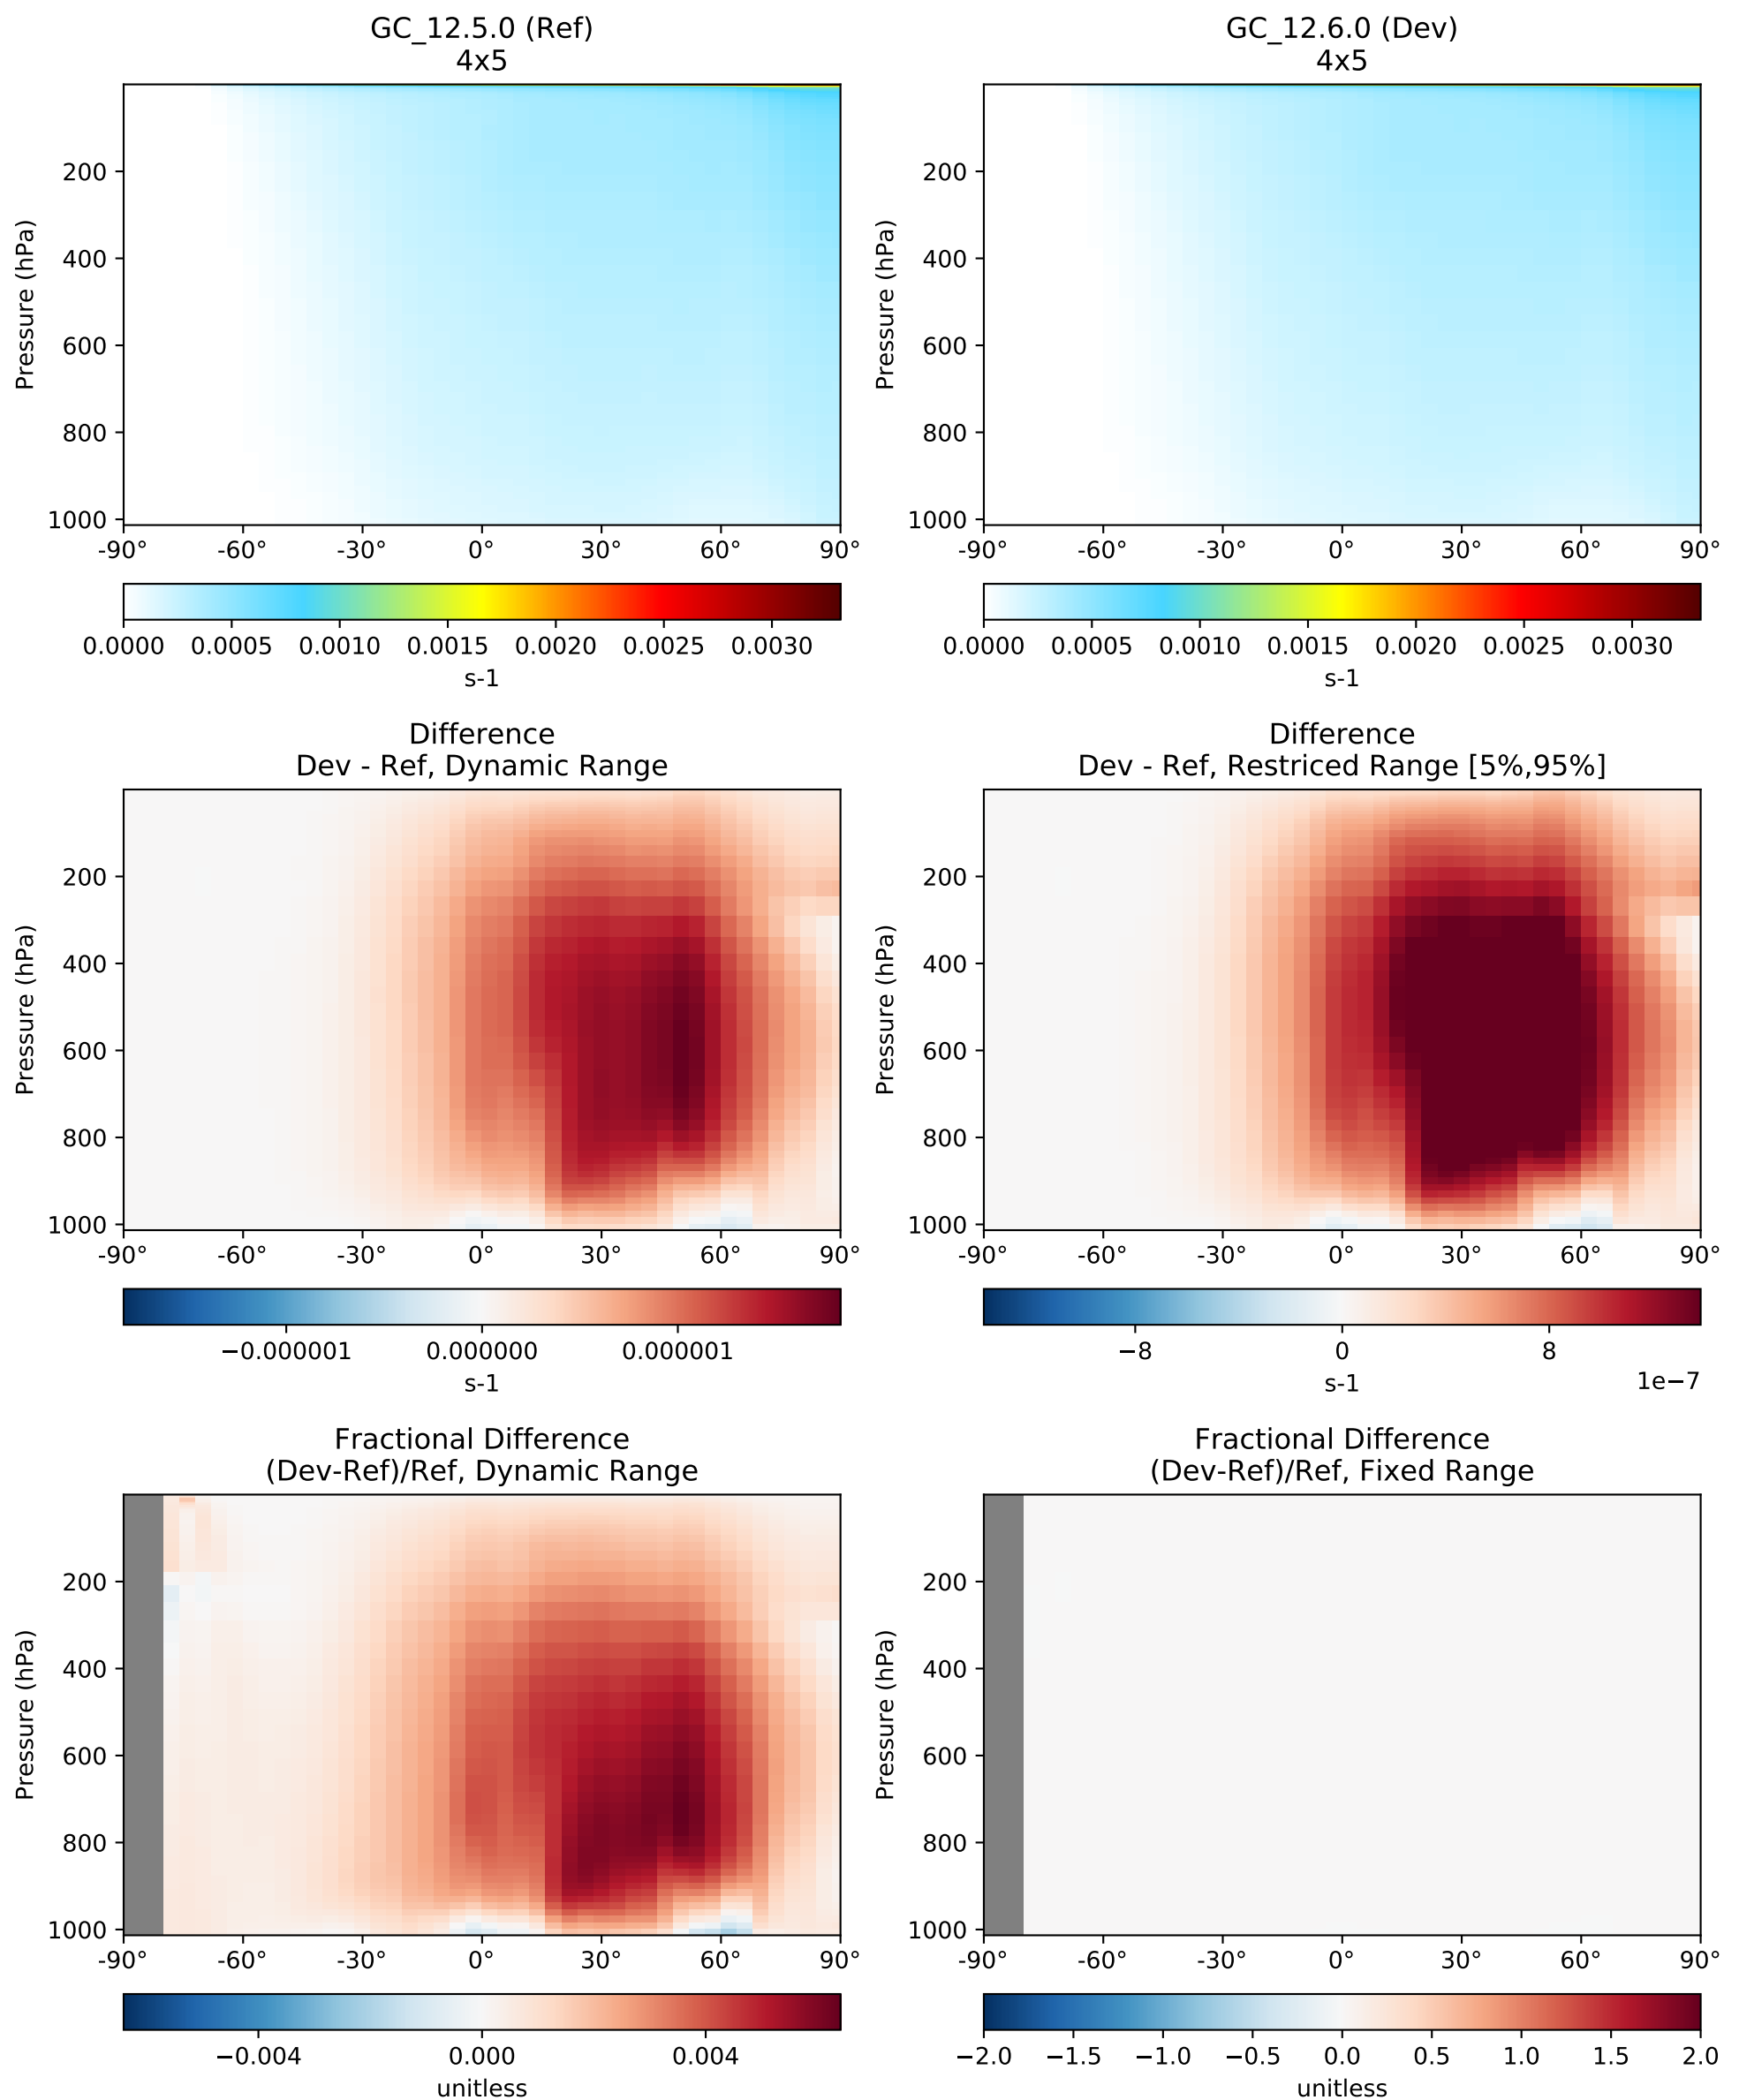 GC_12.5.0 (Ref)
4x5
Pressure (hPa)
200
400
600
800
1000
-90° -60° -30° 0° 30° 60° 90°
0.0000 0.0005 0.0010 0.0015 0.0020 0.0025 0.0030
s-1
GC_12.6.0 (Dev)
4x5
Pressure (hPa)
200
400
600
800
1000
-90° -60° -30° 0° 30° 60° 90°
0.0000 0.0005 0.0010 0.0015 0.0020 0.0025 0.0030
s-1
Difference
Dev - Ref, Dynamic Range
Pressure (hPa)
200
400
600
800
1000
-90° -60° -30° 0° 30° 60° 90°
−0.000001 0.000000 0.000001
s-1
Difference
Dev - Ref, Restriced Range [5%,95%]
Pressure (hPa)
200
400
600
800
1000
-90° -60° -30° 0° 30° 60° 90°
−8 0 8
s-1 1e−7
Fractional Difference
(Dev-Ref)/Ref, Dynamic Range
Pressure (hPa)
200
400
600
800
1000
-90° -60° -30° 0° 30° 60° 90°
−0.004 0.000 0.004
unitless
Fractional Difference
(Dev-Ref)/Ref, Fixed Range
Pressure (hPa)
200
400
600
800
1000
-90° -60° -30° 0° 30° 60° 90°
−2.0 −1.5 −1.0 −0.5 0.0 0.5 1.0 1.5 2.0
unitless